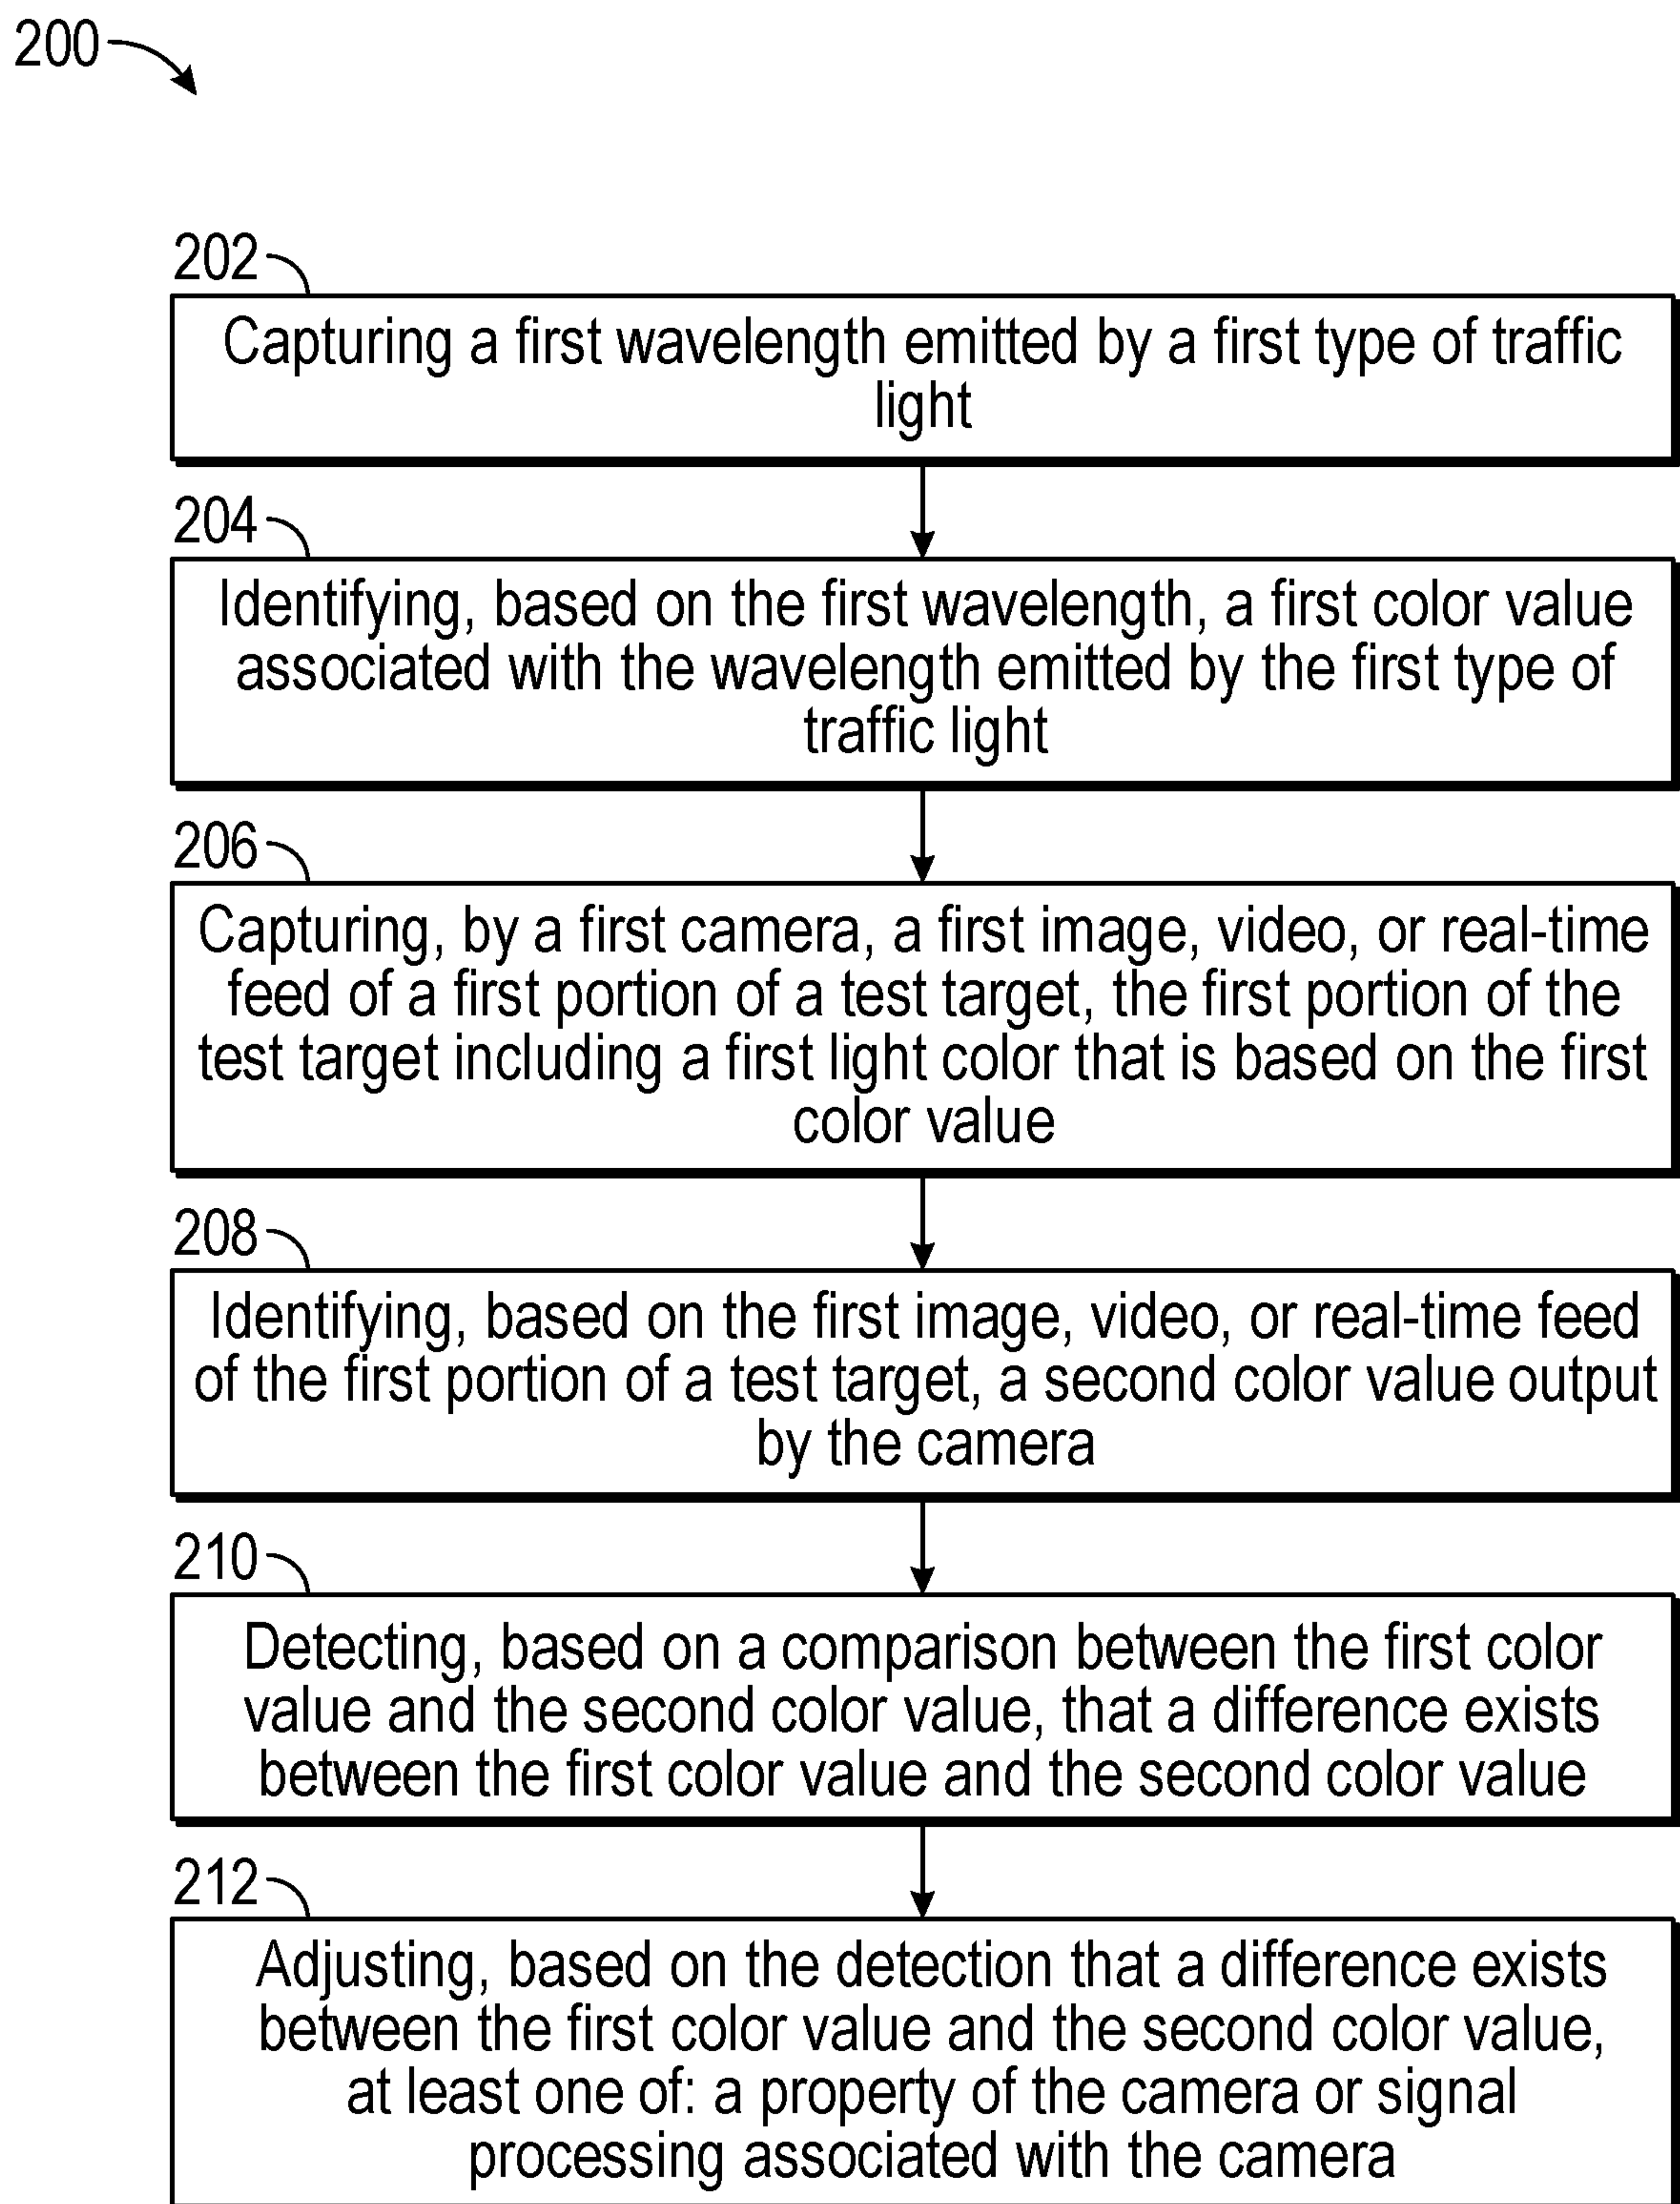 200
202
Capturing a first wavelength emitted by a first type of traffic
light
204
Identifying, based on the first wavelength, a first color value
associated with the wavelength emitted by the first type of
traffic light
206
Capturing, by a first camera, a first image, video, or real-time
feed of a first portion of a test target, the first portion of the
test target including a first light color that is based on the first
color value
208
Identifying, based on the first image, video, or real-time feed
of the first portion of a test target, a second color value output
by the camera
210
Detecting, based on a comparison between the first color
value and the second color value, that a difference exists
between the first color value and the second color value
212
Adjusting, based on the detection that a difference exists
between the first color value and the second color value,
at least one of: a property of the camera or signal
processing associated with the camera